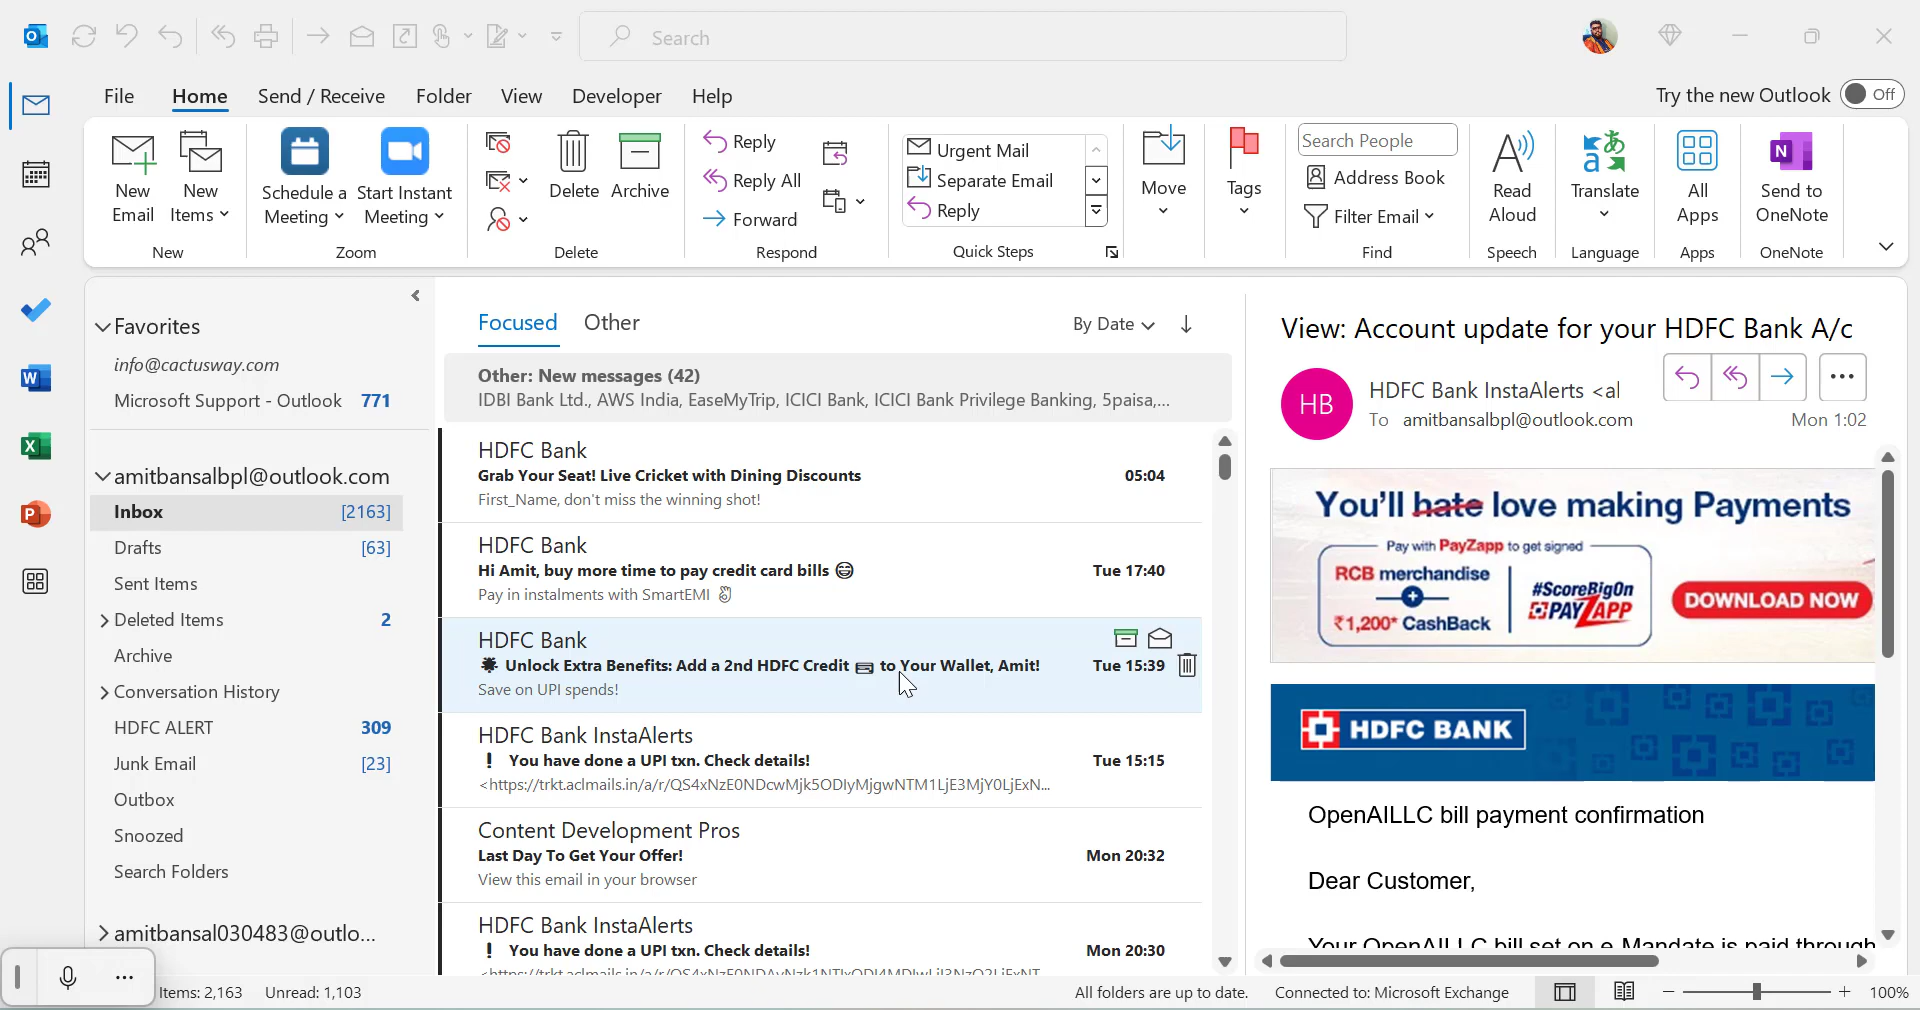 Search
File Home Send / Receive Folder View Developer Help
Try the new Outlook Off
New Email
New Items
New
Schedule a Meeting
Start Instant Meeting
Zoom
Delete
Archive
Delete
Reply
Reply All
Forward
Respond
Urgent Mail
Separate Email
Reply
Quick Steps
Move
Tags
Search People
Address Book
Filter Email
Find
Read Aloud
Speech
Translate
Language
All Apps
Apps
Send to OneNote
OneNote
Favorites
info@cactusway.com
Microsoft Support - Outlook 771
amitbansalbpl@outlook.com
Inbox [2163]
Drafts [63]
Sent Items
Deleted Items 2
Archive
Conversation History
HDFC ALERT 309
Junk Email [23]
Outbox
Snoozed
Search Folders
amitbansal030483@outlo...
Focused Other
By Date
Other: New messages (42)
IDBI Bank Ltd., AWS India, EaseMyTrip, ICICI Bank, ICICI Bank Privilege Banking, 5paisa,...
HDFC Bank
Grab Your Seat! Live Cricket with Dining Discounts 05:04
First_Name, don't miss the winning shot!
HDFC Bank
Hi Amit, buy more time to pay credit card bills 😄 Tue 17:40
Pay in instalments with SmartEMI
HDFC Bank
Unlock Extra Benefits: Add a 2nd HDFC Credit 💳 to Your Wallet, Amit! Tue 15:39
Save on UPI spends!
HDFC Bank InstaAlerts
❗ You have done a UPI txn. Check details! Tue 15:15
Content Development Pros
Last Day To Get Your Offer! Mon 20:32
View this email in your browser
HDFC Bank InstaAlerts
❗ You have done a UPI txn. Check details! Mon 20:30
View: Account update for your HDFC Bank A/c
HB
HDFC Bank InstaAlerts <al
To amitbansalbpl@outlook.com
Mon 1:02
You'll hate love making Payments
Pay with PayZapp to get signed
RCB merchandise
+
₹1,200* CashBack
#ScoreBigOn
PAYZAPP
DOWNLOAD NOW
HDFC BANK
OpenAILLC bill payment confirmation
Dear Customer,
Your OpenAILLC bill set on e-Mandate is paid through
Items: 2,163 Unread: 1,103
All folders are up to date. Connected to: Microsoft Exchange
100%